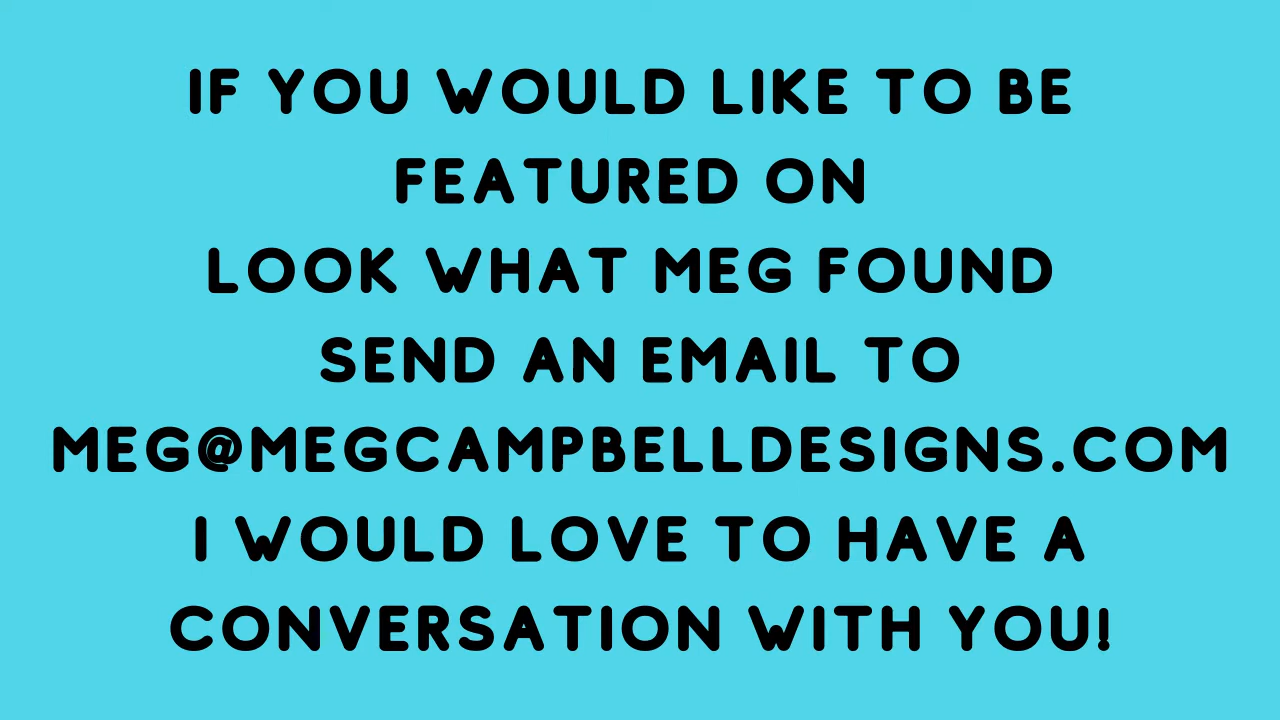 IF YOU WOULD LIKE TO BE
FEATURED ON
LOOK WHAT MEG FOUND
SEND AN EMAIL TO
MEG@MEGCAMPBELLDESIGNS.COM
I WOULD LOVE TO HAVE A
CONVERSATION WITH YOU!